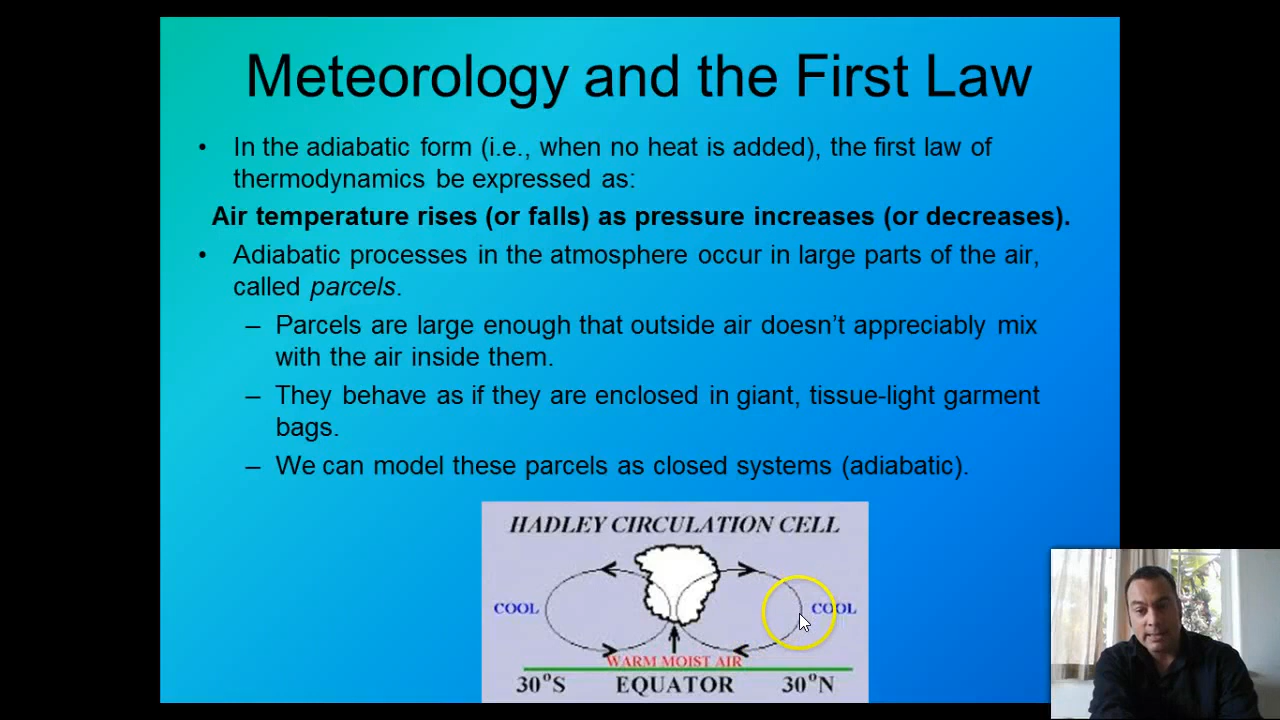 Meteorology and the First Law
• In the adiabatic form (i.e., when no heat is added), the first law of
thermodynamics be expressed as:
Air temperature rises (or falls) as pressure increases (or decreases).
• Adiabatic processes in the atmosphere occur in large parts of the air,
called parcels.
– Parcels are large enough that outside air doesn’t appreciably mix
with the air inside them.
– They behave as if they are enclosed in giant, tissue-light garment
bags.
– We can model these parcels as closed systems (adiabatic).
HADLEY CIRCULATION CELL
COOL COOL
WARM MOIST AIR
30°S EQUATOR 30°N